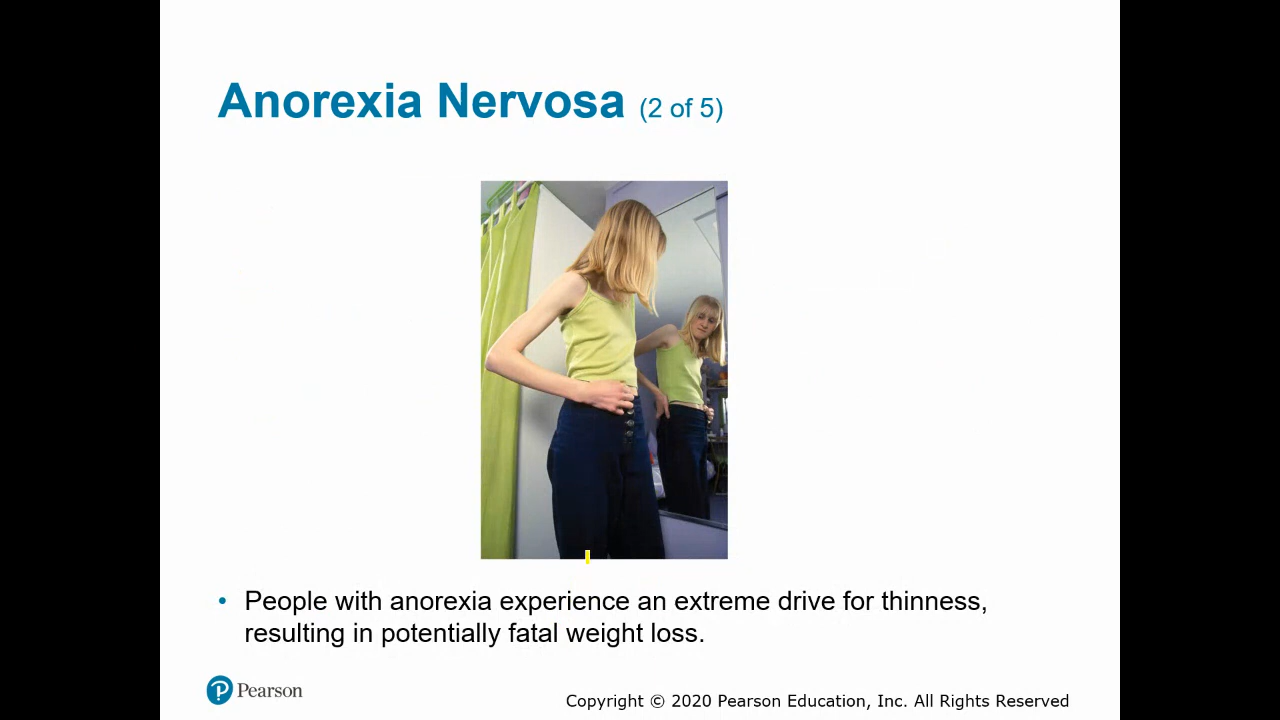 Anorexia Nervosa (2 of 5)
• People with anorexia experience an extreme drive for thinness,
resulting in potentially fatal weight loss.
Pearson
Copyright © 2020 Pearson Education, Inc. All Rights Reserved